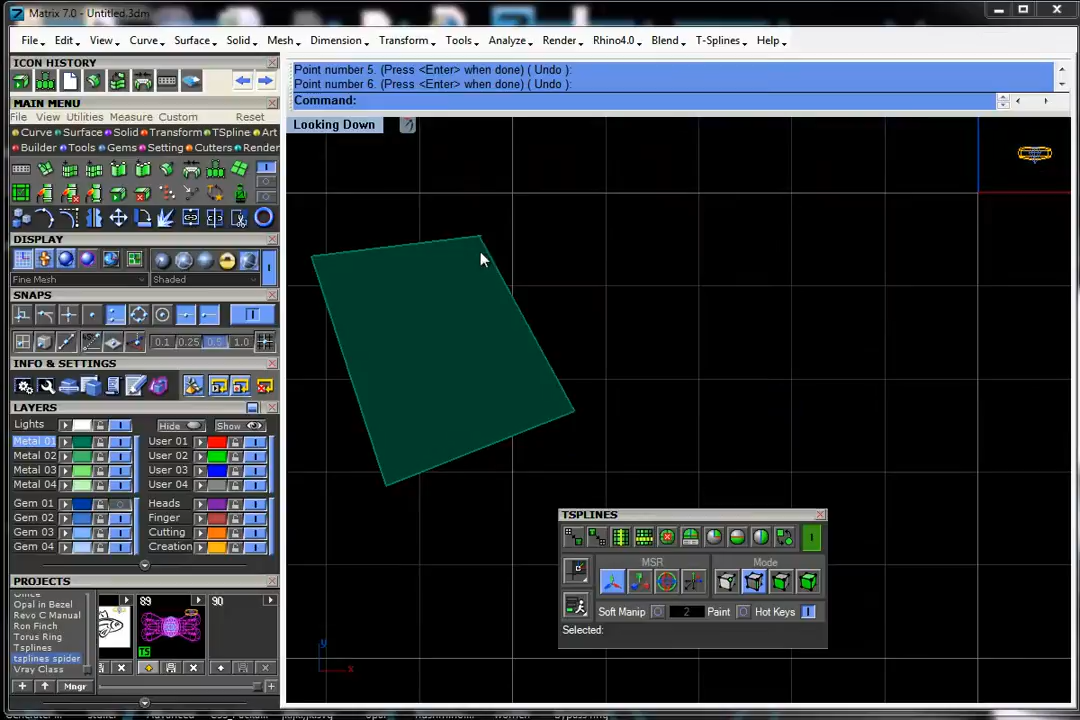 Matrix 7.0 - Untitled.3dm
File Edit View Curve Surface Solid Mesh Dimension Transform Tools Analyze Render Rhino4.0 Blend T-Splines Help
ICON HISTORY
Point number 5. (Press <Enter> when done) ( Undo ):
Point number 6. (Press <Enter> when done) ( Undo ):
Command:
MAIN MENU
File View Utilities Measure Custom Reset
Curve Surface Solid Transform TSpline Art
Builder Tools Gems Setting Cutters Render
Looking Down
DISPLAY
Fine Mesh Shaded
SNAPS
0.1 0.25 0.5 1.0
INFO & SETTINGS
LAYERS
Lights Hide Show
Metal 01 User 01
Metal 02 User 02
Metal 03 User 03
Metal 04 User 04
Gem 01 Heads
Gem 02 Finger
Gem 03 Cutting
Gem 04 Creation
PROJECTS
Office
Opal in Bezel
Revo C Manual
Ron Finch
Torus Ring
Tsplines
tsplines spider
Vray Class
Mngr
89
90
TS
TSPLINES
MSR Mode
Soft Manip 2 Paint Hot Keys
Selected:
y
x